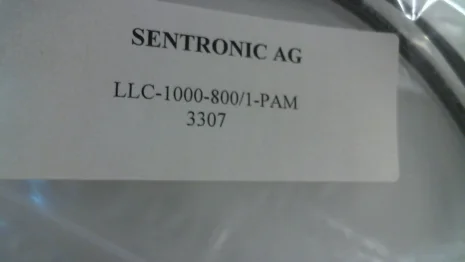 SENTRONIC AG
LLC-1000-800/1-PAM
3307